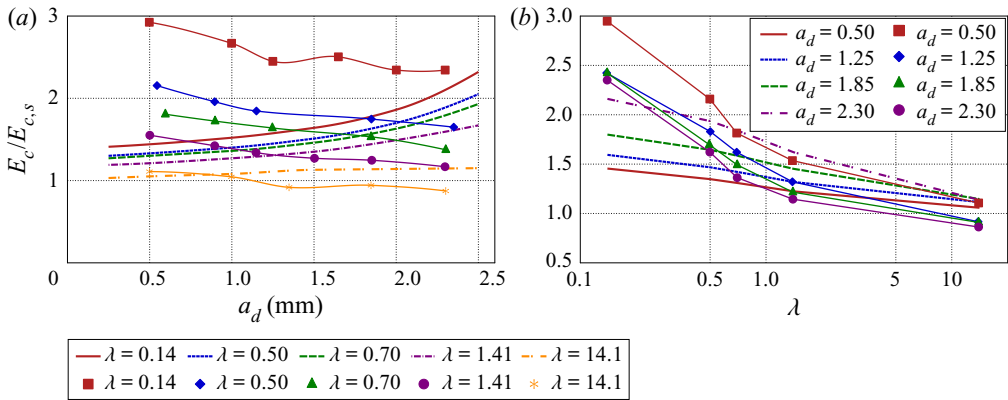 (a)
3
2
1
0
0.5
1.0
1.5
2.0
2.5
E_c/E_{c,s}
a_d (mm)
(b)
3.0
2.5
2.0
1.5
1.0
0.5
0.1
0.5
1.0
5
10
λ
a_d = 0.50 a_d = 0.50
a_d = 1.25 a_d = 1.25
a_d = 1.85 a_d = 1.85
a_d = 2.30 a_d = 2.30
λ = 0.14 λ = 0.50 λ = 0.70 λ = 1.41 λ = 14.1
λ = 0.14 λ = 0.50 λ = 0.70 λ = 1.41 λ = 14.1